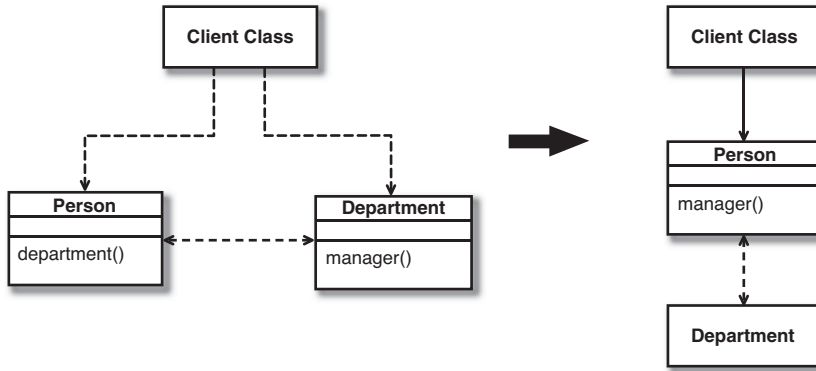 Client Class
Person
department()
Department
manager()
Client Class
Person
manager()
Department